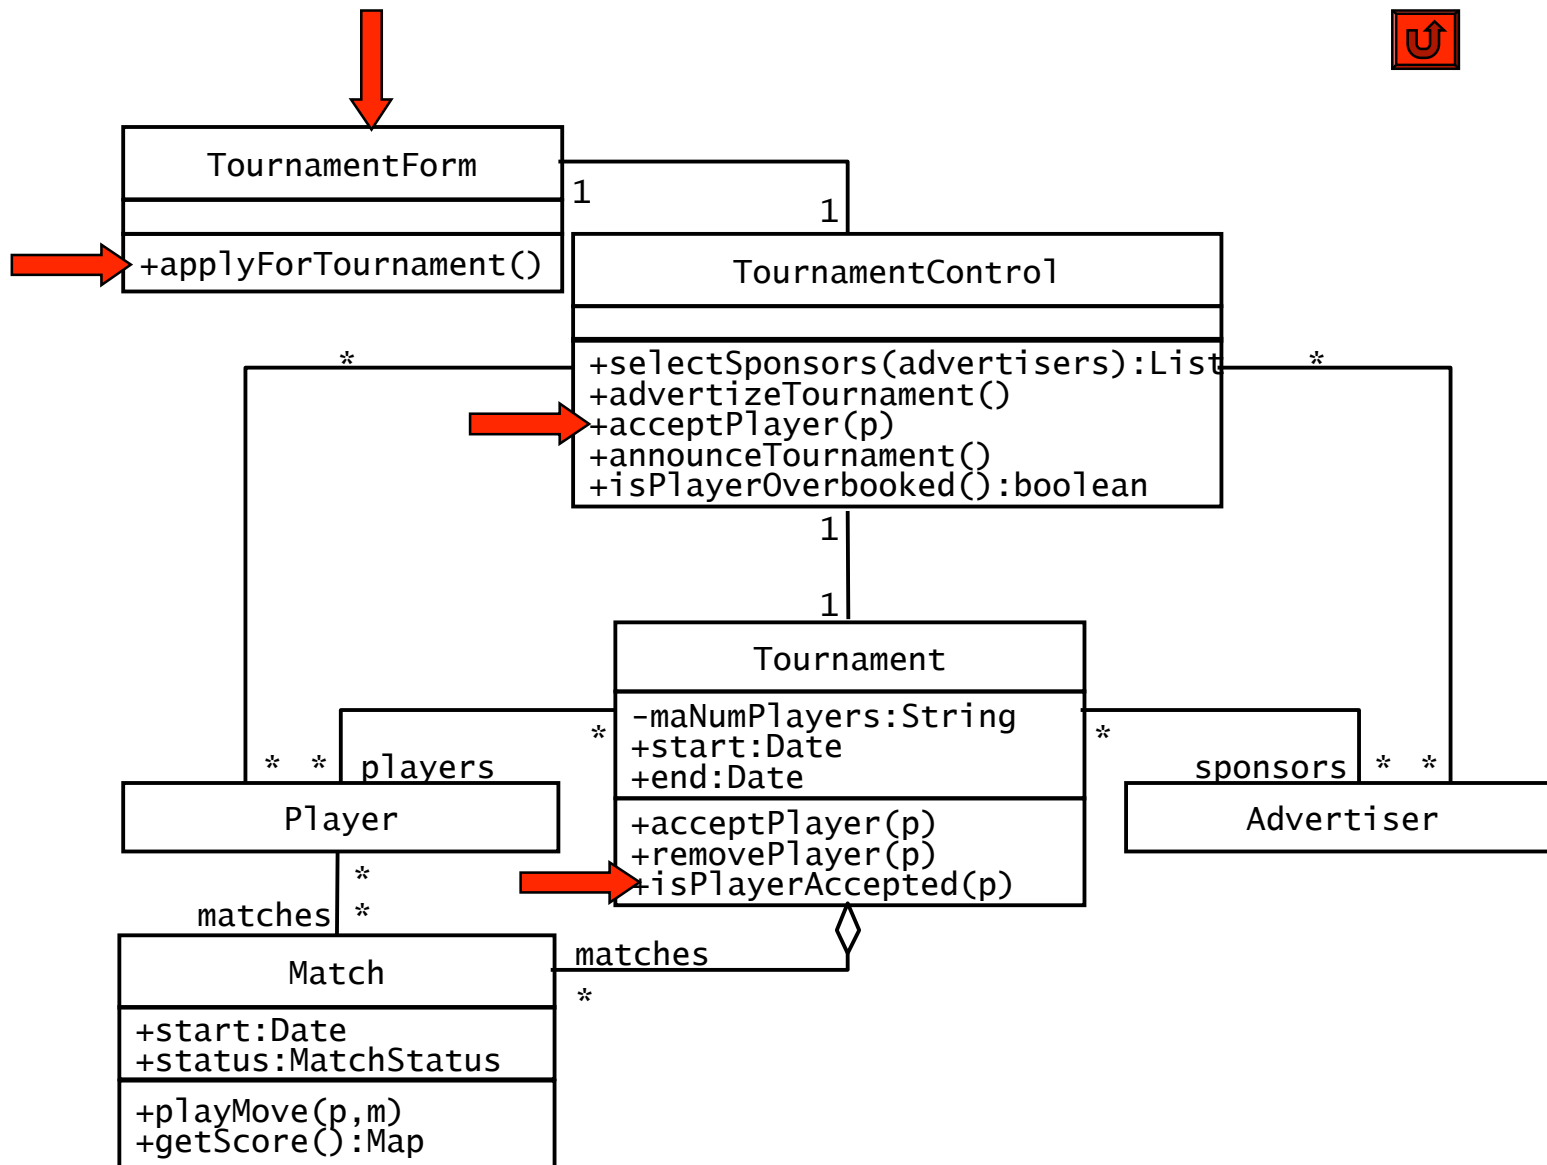 TournamentForm
1
1
+applyForTournament()
TournamentControl
* +selectSponsors(advertisers):List *
+advertizeTournament()
+acceptPlayer(p)
+announceTournament()
+isPlayerOverbooked():boolean
1
1
Tournament
-maNumPlayers:String
* *
+start:Date
* * players +end:Date sponsors * *
Player +acceptPlayer(p) Advertiser
+removePlayer(p)
* +isPlayerAccepted(p)
matches *
matches
Match
*
+start:Date
+status:MatchStatus
+playMove(p,m)
+getScore():Map